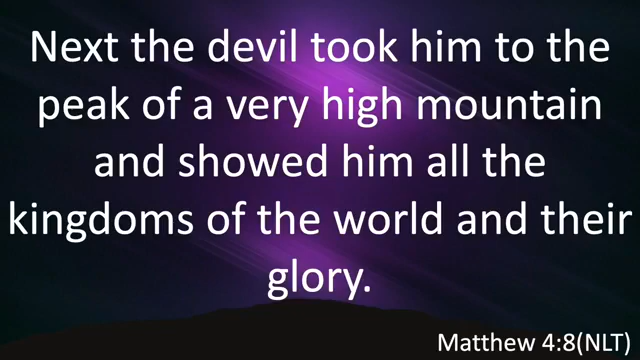 Next the devil took him to the
peak of a very high mountain
and showed him all the
kingdoms of the world and their
glory.
Matthew 4:8(NLT)